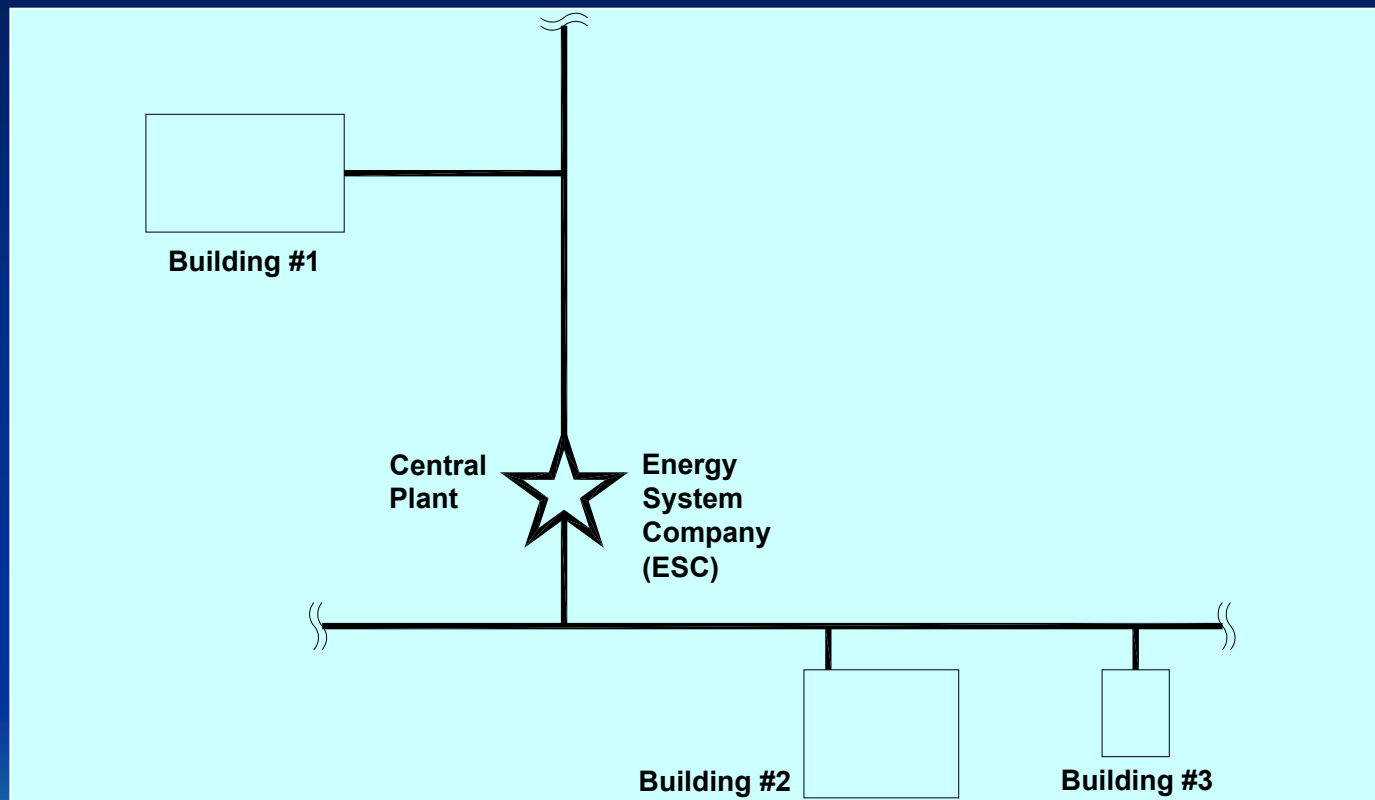 Building #1
Central
Plant
Energy
System
Company
(ESC)
Building #2
Building #3